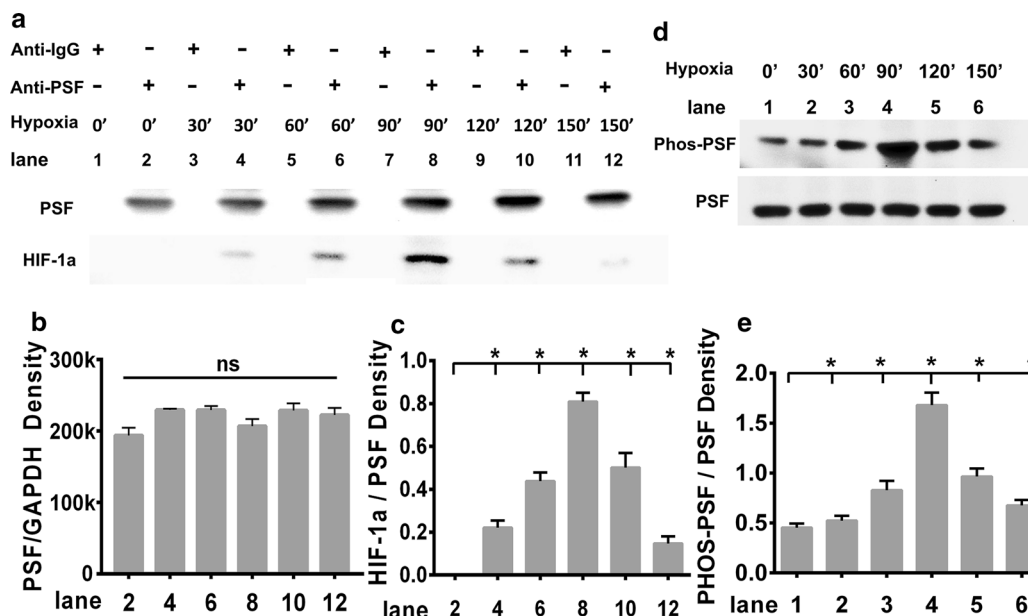 a
Anti-IgG + - + - + - + - + - + -
Anti-PSF - + - + - + - + - + - +
Hypoxia 0' 0' 30' 30' 60' 60' 90' 90' 120' 120' 150' 150'
lane 1 2 3 4 5 6 7 8 9 10 11 12
PSF
HIF-1a
d
Hypoxia 0' 30' 60' 90' 120' 150'
lane 1 2 3 4 5 6
Phos-PSF
PSF
b
PSF/GAPDH Density
300k
200k
100k
0
ns
lane 2 4 6 8 10 12
c
HIF-1a / PSF Density
1.0
0.8
0.6
0.4
0.2
0.0
* * * * *
lane 2 4 6 8 10 12
e
PHOS-PSF / PSF Density
2.0
1.5
1.0
0.5
0.0
* * * * *
lane 1 2 3 4 5 6